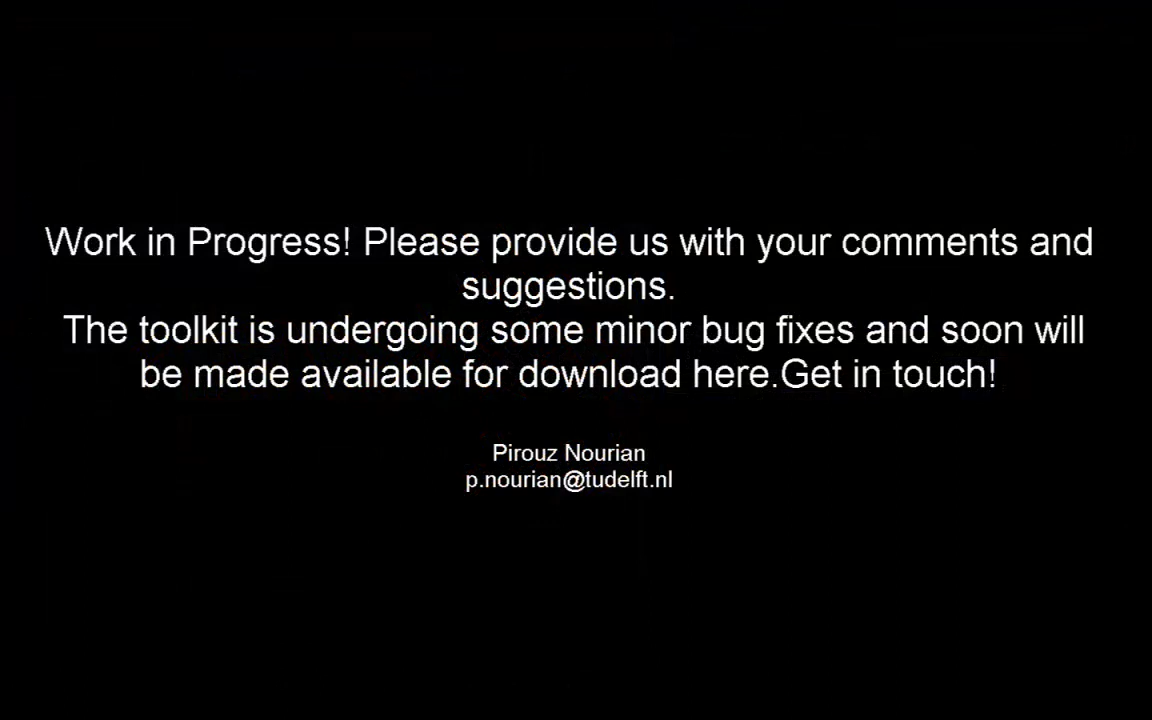 Work in Progress! Please provide us with your comments and
suggestions.
The toolkit is undergoing some minor bug fixes and soon will
be made available for download here.Get in touch!
Pirouz Nourian
p.nourian@tudelft.nl